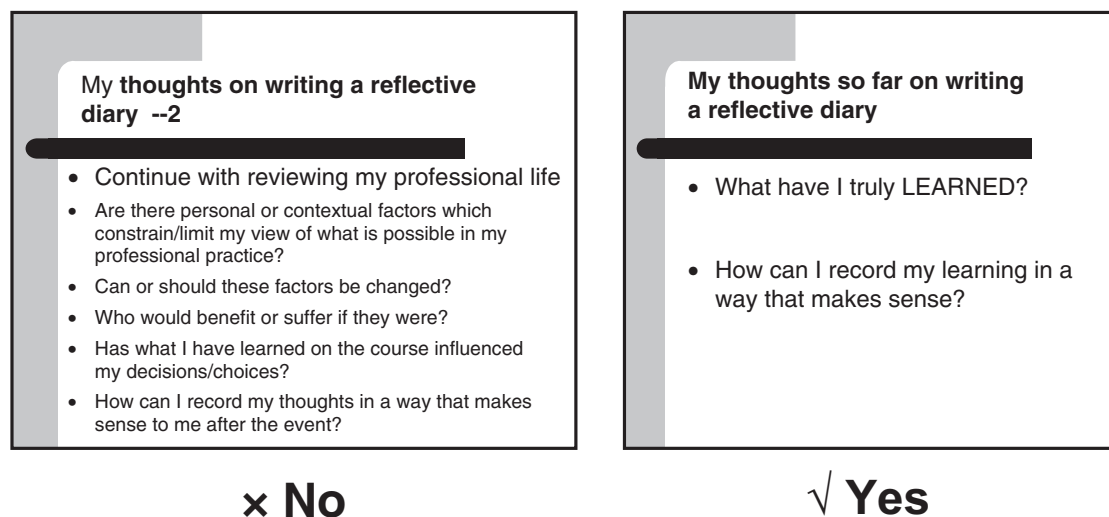 My thoughts on writing a reflective
diary --2
• Continue with reviewing my professional life
• Are there personal or contextual factors which
constrain/limit my view of what is possible in my
professional practice?
• Can or should these factors be changed?
• Who would benefit or suffer if they were?
• Has what I have learned on the course influenced
my decisions/choices?
• How can I record my thoughts in a way that makes
sense to me after the event?
× No
My thoughts so far on writing
a reflective diary
• What have I truly LEARNED?
• How can I record my learning in a
way that makes sense?
√ Yes